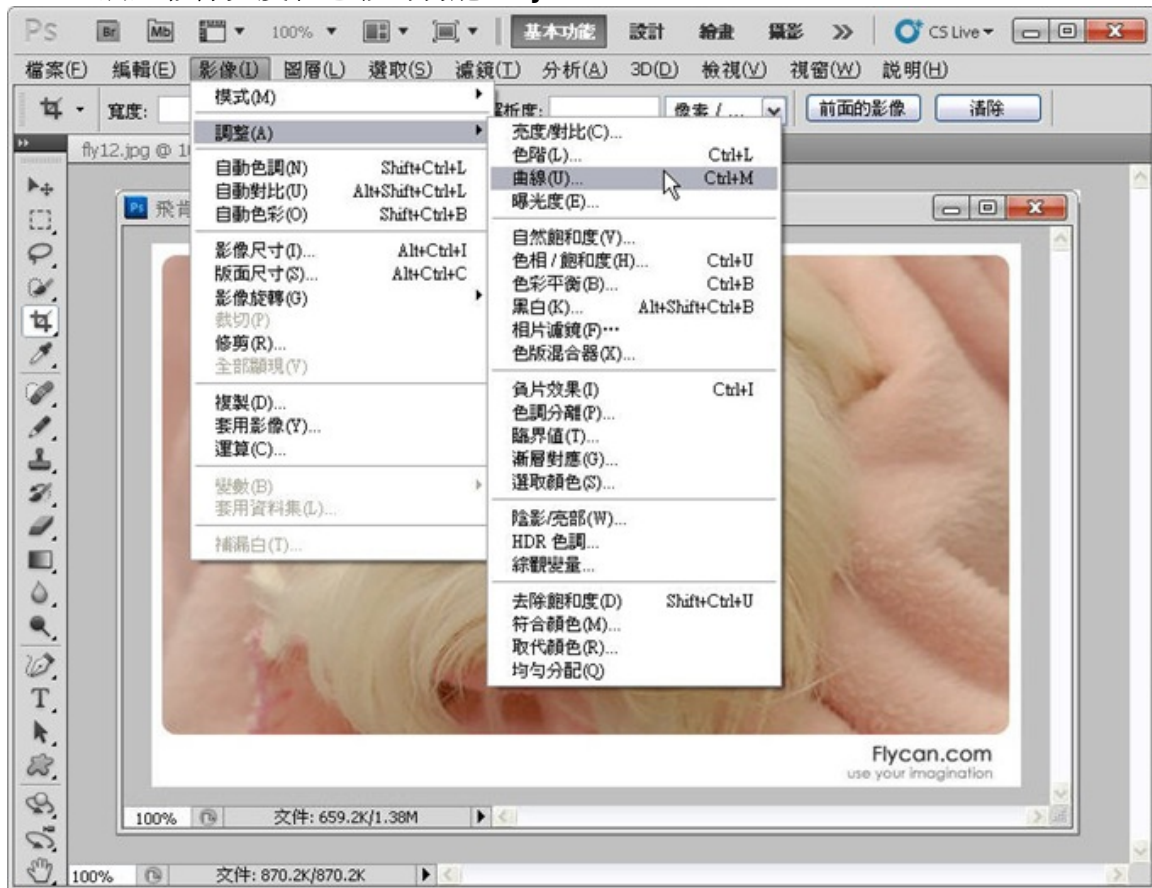 PS Br Mb 100% 基本功能 設計 繪畫 攝影 >> CS Live
檔案(F) 編輯(E) 影像(I) 圖層(L) 選取(S) 濾鏡(T) 分析(A) 3D(D) 檢視(V) 視窗(W) 說明(H)
寬度: 解析度: 像素 / ... 前面的影像 清除
fly12.jpg @
Ps 飛肯
模式(M)
調整(A)
自動色調(N) Shift+Ctrl+L
自動對比(U) Alt+Shift+Ctrl+L
自動色彩(O) Shift+Ctrl+B
影像尺寸(I)... Alt+Ctrl+I
版面尺寸(S)... Alt+Ctrl+C
影像旋轉(G)
裁切(P)
修剪(R)...
全部顯現(V)
複製(D)...
套用影像(Y)...
運算(C)...
變數(B)
套用資料集(L)...
補漏白(T)...
亮度/對比(C)...
色階(L)... Ctrl+L
曲線(U)... Ctrl+M
曝光度(E)...
自然飽和度(V)...
色相 / 飽和度(H)... Ctrl+U
色彩平衡(B)... Ctrl+B
黑白(K)... Alt+Shift+Ctrl+B
相片濾鏡(F)...
色版混合器(X)...
負片效果(I) Ctrl+I
色調分離(P)...
臨界值(T)...
漸層對應(G)...
選取顏色(S)...
陰影/亮部(W)...
HDR 色調...
綜觀變量...
去除飽和度(D) Shift+Ctrl+U
符合顏色(M)...
取代顏色(R)...
均勻分配(Q)
Flycan.com
use your imagination
100% 文件: 659.2K/1.38M
100% 文件: 870.2K/870.2K